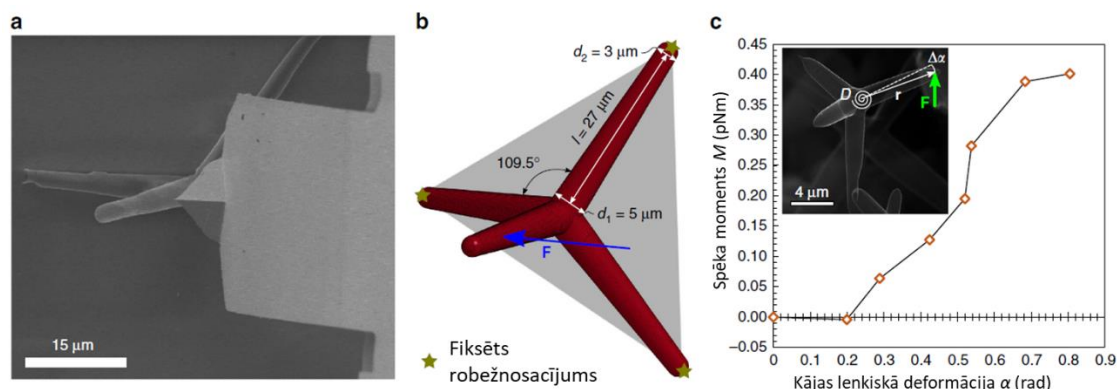 a
15 μm
b
d₂ = 3 μm
l = 27 μm
109.5°
d₁ = 5 μm
F
Fiksēts
robežnosacījums
c
Spēka moments M (pNm)
0.45
0.40
0.35
0.30
0.25
0.20
0.15
0.10
0.05
0.00
−0.05
Δα
D
r
F
4 μm
0 0.1 0.2 0.3 0.4 0.5 0.6 0.7 0.8 0.9
Kājas leņkiskā deformācija α (rad)